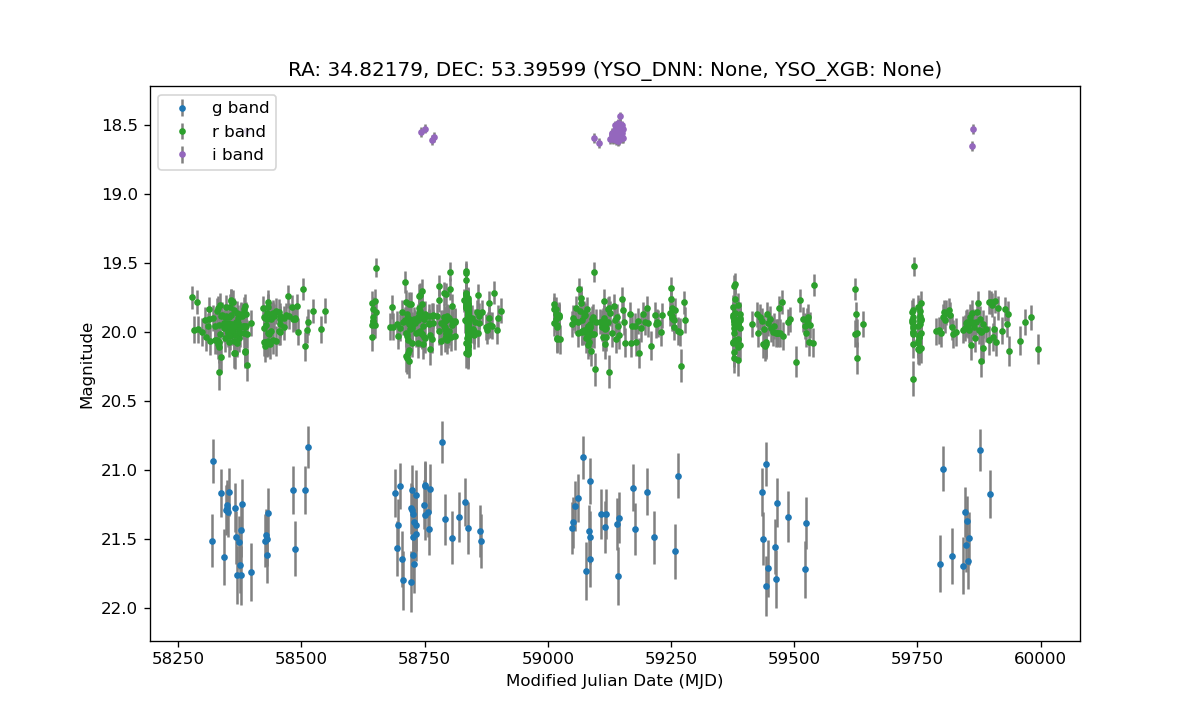 RA: 34.82179, DEC: 53.39599 (YSO_DNN: None, YSO_XGB: None)
g band
r band
i band
18.5
19.0
19.5
20.0
20.5
21.0
21.5
22.0
Magnitude
58250
58500
58750
59000
59250
59500
59750
60000
Modified Julian Date (MJD)